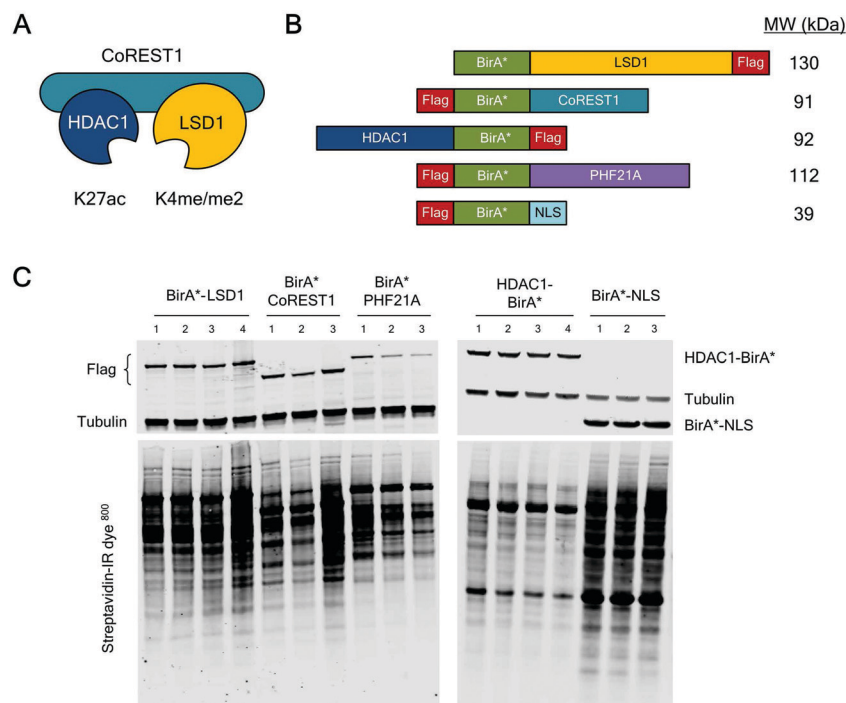 A
CoREST1
HDAC1
LSD1
K27ac
K4me/me2
B
MW (kDa)
BirA*
LSD1
Flag
130
Flag
BirA*
CoREST1
91
HDAC1
BirA*
Flag
92
Flag
BirA*
PHF21A
112
Flag
BirA*
NLS
39
C
BirA*-LSD1
BirA*
CoREST1
BirA*
PHF21A
HDAC1-
BirA*
BirA*-NLS
1 2 3 4 1 2 3 1 2 3
1 2 3 4 1 2 3
Flag
Tubulin
HDAC1-BirA*
Tubulin
BirA*-NLS
Streptavidin-IR dye 800